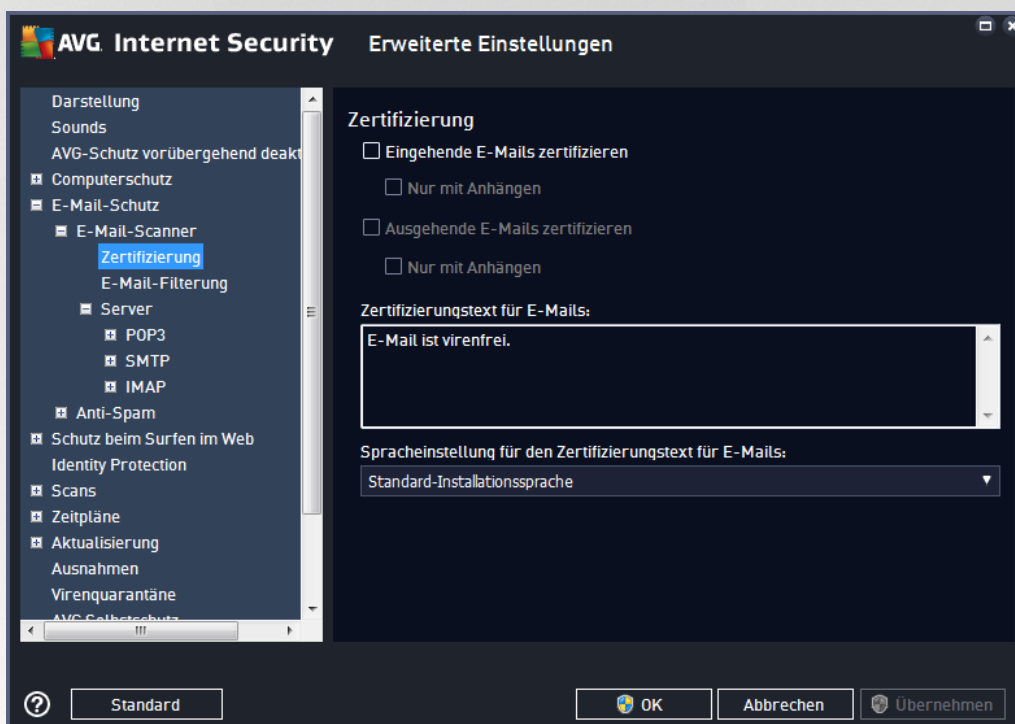 AVG Internet Security Erweiterte Einstellungen
Darstellung
Sounds
AVG-Schutz vorübergehend deakt
Computerschutz
E-Mail-Schutz
E-Mail-Scanner
Zertifizierung
E-Mail-Filterung
Server
POP3
SMTP
IMAP
Anti-Spam
Schutz beim Surfen im Web
Identity Protection
Scans
Zeitpläne
Aktualisierung
Ausnahmen
Virenquarantäne
AVG Selbstschutz
Zertifizierung
Eingehende E-Mails zertifizieren
Nur mit Anhängen
Ausgehende E-Mails zertifizieren
Nur mit Anhängen
Zertifizierungstext für E-Mails:
E-Mail ist virenfrei.
Spracheinstellung für den Zertifizierungstext für E-Mails:
Standard-Installationssprache
Standard
OK
Abbrechen
Übernehmen